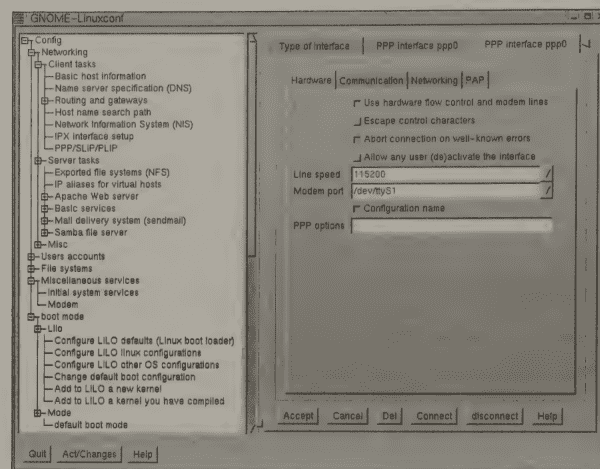 GNOME-Linuxconf
Config
Networking
Client tasks
Basic host information
Name server specification (DNS)
Routing and gateways
Host name search path
Network Information System (NIS)
IPX interface setup
PPP/SLIP/PLIP
Server tasks
Exported file systems (NFS)
IP aliases for virtual hosts
Apache Web server
Basic services
Mail delivery system (sendmail)
Samba file server
Misc
Users accounts
File systems
Miscellaneous services
Initial system services
Modem
boot mode
Lilo
Configure LILO defaults (Linux boot loader)
Configure LILO linux configurations
Configure LILO other OS configurations
Change default boot configuration
Add to LILO a new kernel
Add to LILO a kernel you have compiled
Mode
default boot mode
Quit Act/Changes Help
Type of Interface PPP interface ppp0 PPP interface ppp0
Hardware Communication Networking PAP
Use hardware flow control and modem lines
Escape control characters
Abort connection on well-known errors
Allow any user (de)activate the interface
Line speed 115200
Modem port /dev/ttyS1
Configuration name
PPP options
Accept Cancel Del Connect disconnect Help